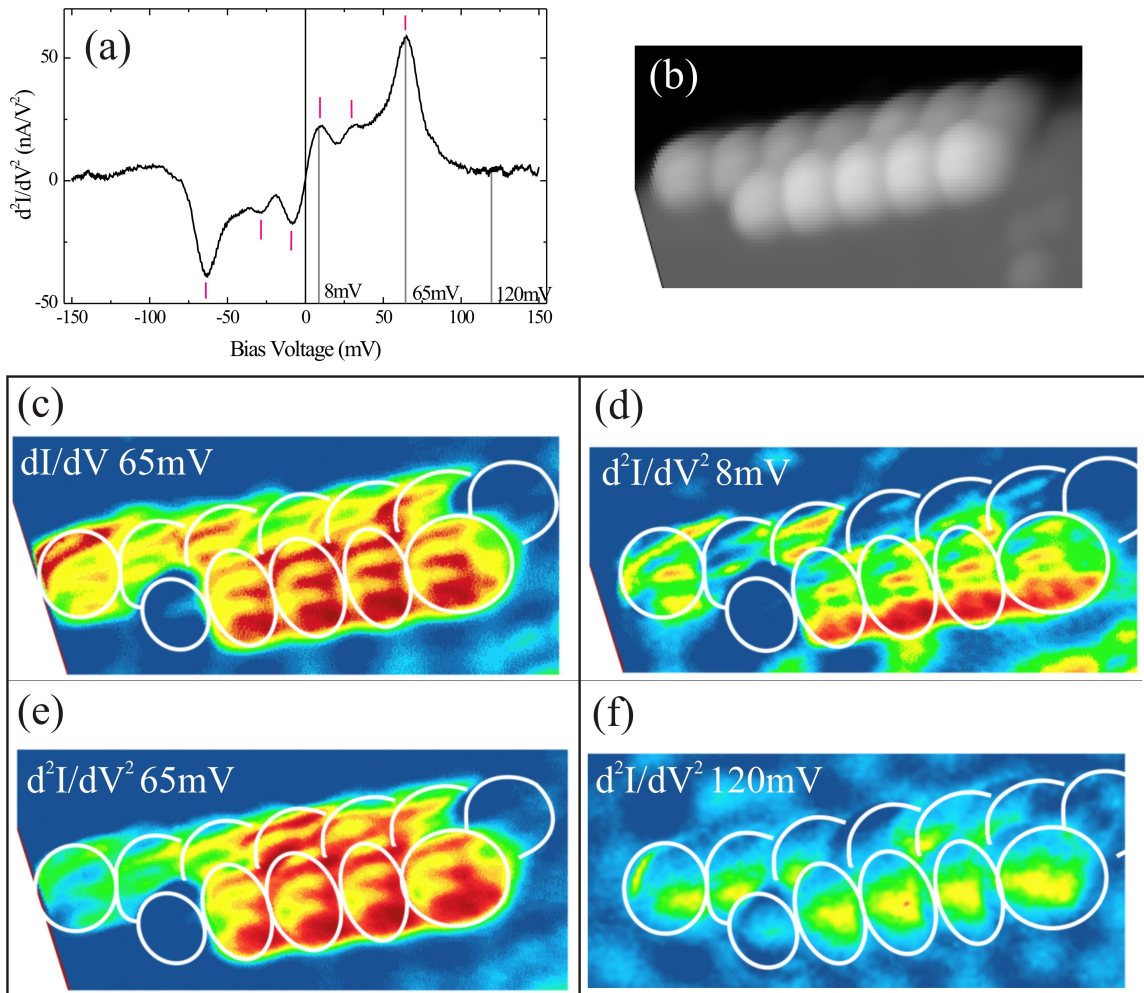 (a)
d²I/dV² (nA/V²)
50
0
-50
8mV
65mV
120mV
-150
-100
-50
0
50
100
150
Bias Voltage (mV)
(b)
(c)
dI/dV 65mV
(d)
d²I/dV² 8mV
(e)
d²I/dV² 65mV
(f)
d²I/dV² 120mV